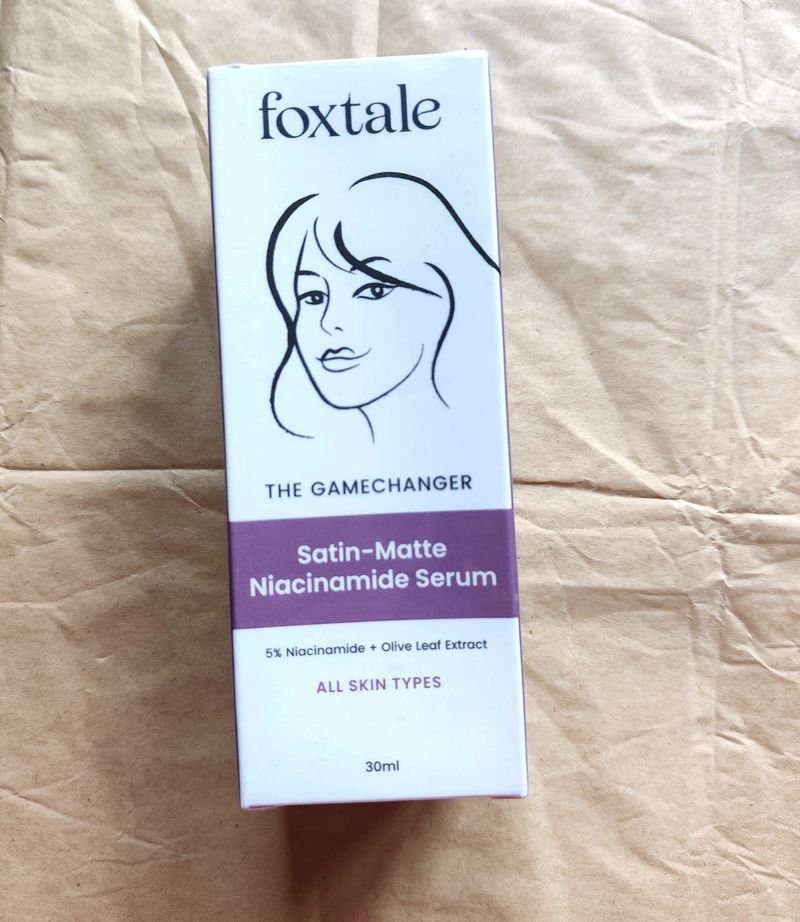 foxtale
THE GAMECHANGER
Satin-Matte
Niacinamide Serum
5% Niacinamide + Olive Leaf Extract
ALL SKIN TYPES
30ml